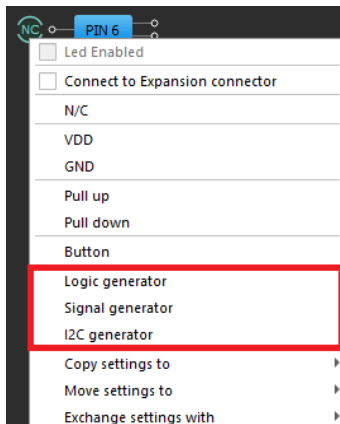 NC
PIN 6
Led Enabled
Connect to Expansion connector
N/C
VDD
GND
Pull up
Pull down
Button
Logic generator
Signal generator
I2C generator
Copy settings to
Move settings to
Exchange settings with